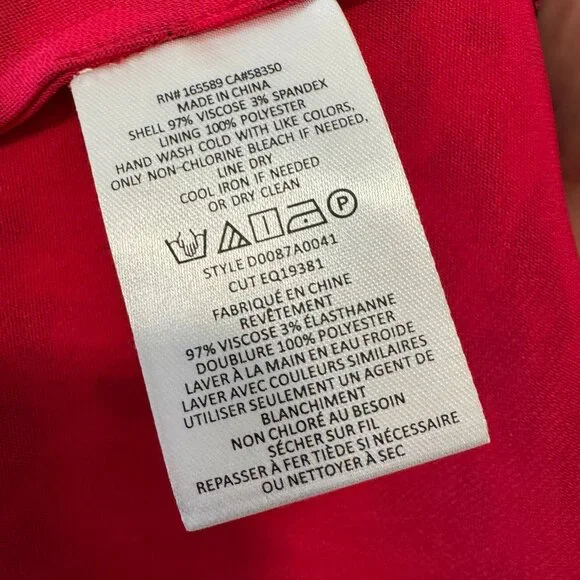 RN# 165589 CA#58350
MADE IN CHINA
SHELL 97% VISCOSE 3% SPANDEX
LINING 100% POLYESTER
HAND WASH COLD WITH LIKE COLORS,
ONLY NON-CHLORINE BLEACH IF NEEDED,
LINE DRY
COOL IRON IF NEEDED
OR DRY CLEAN
P
STYLE D0087A0041
CUT EQ19381
FABRIQUÉ EN CHINE
REVÊTEMENT
97% VISCOSE 3% ÉLASTHANNE
DOUBLURE 100% POLYESTER
LAVER À LA MAIN EN EAU FROIDE
LAVER AVEC COULEURS SIMILAIRES
UTILISER SEULEMENT UN AGENT DE
BLANCHIMENT
NON CHLORÉ AU BESOIN
SÉCHER SUR FIL
REPASSER À FER TIÈDE SI NÉCESSAIRE
OU NETTOYER À SEC